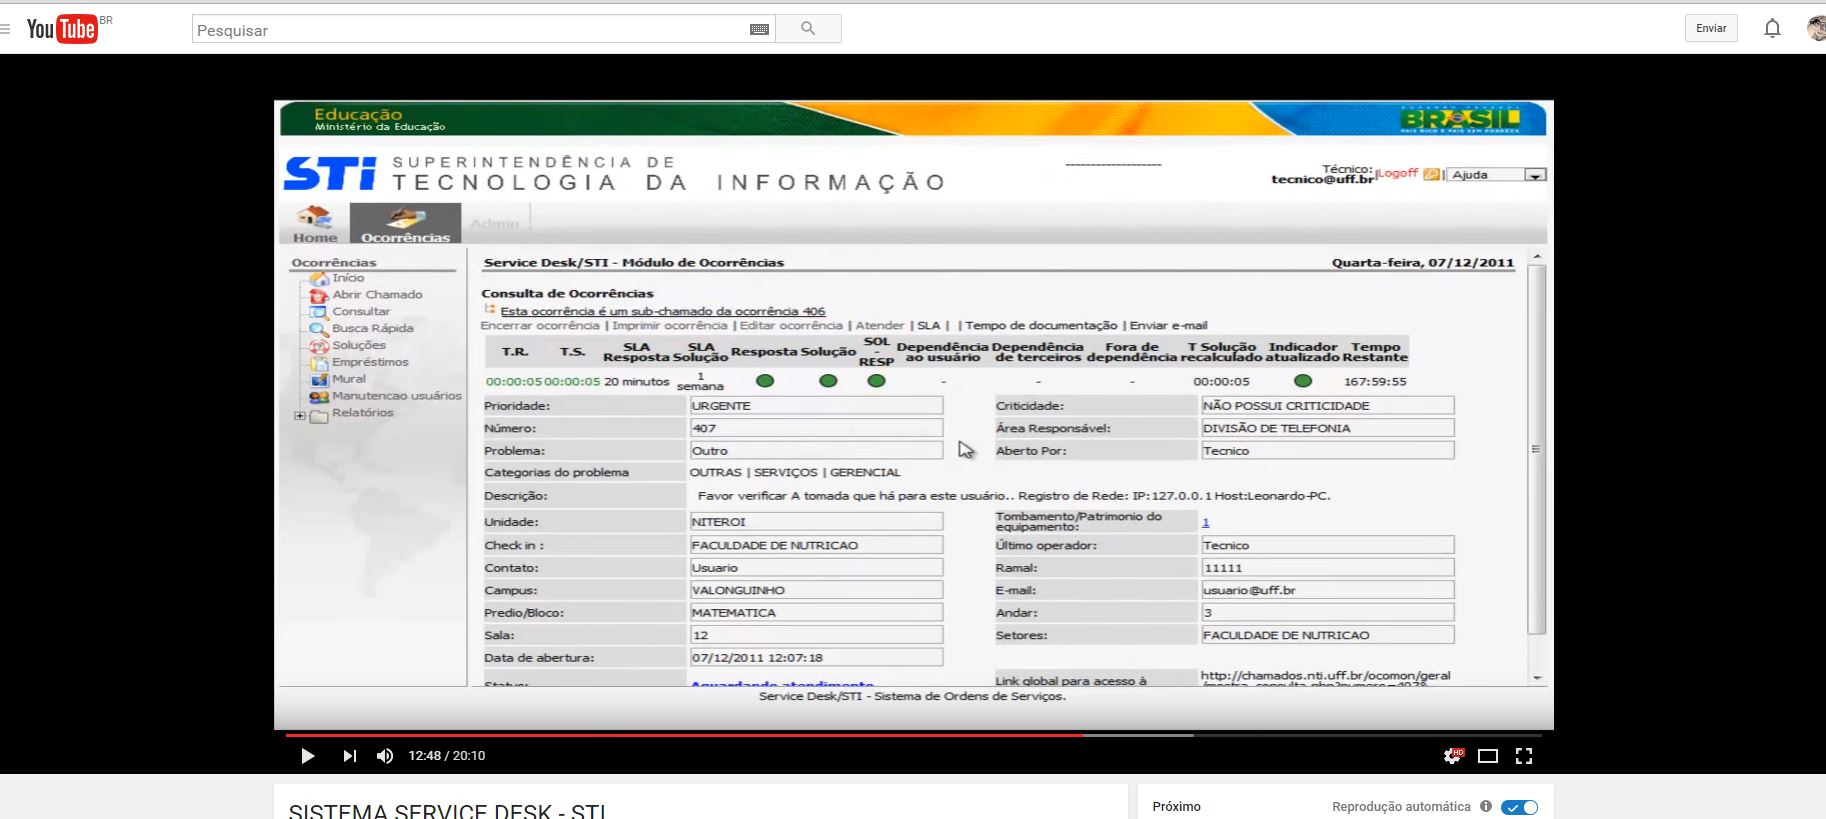 YouTube BR
Pesquisar
Enviar
Educação
Ministério da Educação
BRASIL
PAÍS RICO É PAÍS SEM POBREZA
STi SUPERINTENDÊNCIA DE
TECNOLOGIA DA INFORMAÇÃO
--------------------
Técnico:
tecnico@uff.br|Logoff | Ajuda
Home
Ocorrências
Admin
Ocorrências
Início
Abrir Chamado
Consultar
Busca Rápida
Soluções
Empréstimos
Mural
Manutencao usuários
Relatórios
Service Desk/STI - Módulo de Ocorrências
Quarta-feira, 07/12/2011
Consulta de Ocorrências
Esta ocorrência é um sub-chamado da ocorrência 406
Encerrar ocorrência | Imprimir ocorrência | Editar ocorrência | Atender | SLA | | Tempo de documentação | Enviar e-mail
T.R. T.S. SLA Resposta SLA Solução Resposta Solução SOL - RESP Dependência ao usuário Dependência de terceiros Fora de dependência T Solução recalculado Indicador atualizado Tempo Restante
00:00:05 00:00:05 20 minutos 1 semana - - - 00:00:05 167:59:55
Prioridade: URGENTE Criticidade: NÃO POSSUI CRITICIDADE
Número: 407 Área Responsável: DIVISÃO DE TELEFONIA
Problema: Outro Aberto Por: Tecnico
Categorias do problema OUTRAS | SERVIÇOS | GERENCIAL
Descrição: Favor verificar A tomada que há para este usuário.. Registro de Rede: IP:127.0.0.1 Host:Leonardo-PC.
Unidade: NITEROI Tombamento/Patrimonio do equipamento: 1
Check in : FACULDADE DE NUTRICAO Último operador: Tecnico
Contato: Usuario Ramal: 11111
Campus: VALONGUINHO E-mail: usuario@uff.br
Predio/Bloco: MATEMATICA Andar: 3
Sala: 12 Setores: FACULDADE DE NUTRICAO
Data de abertura: 07/12/2011 12:07:18
Status: Aguardando atendimento Link global para acesso à http://chamados.nti.uff.br/ocomon/geral
/mostra_consulta.php?numero=407&
Service Desk/STI - Sistema de Ordens de Serviços.
12:48 / 20:10
HD
SISTEMA SERVICE DESK - STI
Próximo
Reprodução automática